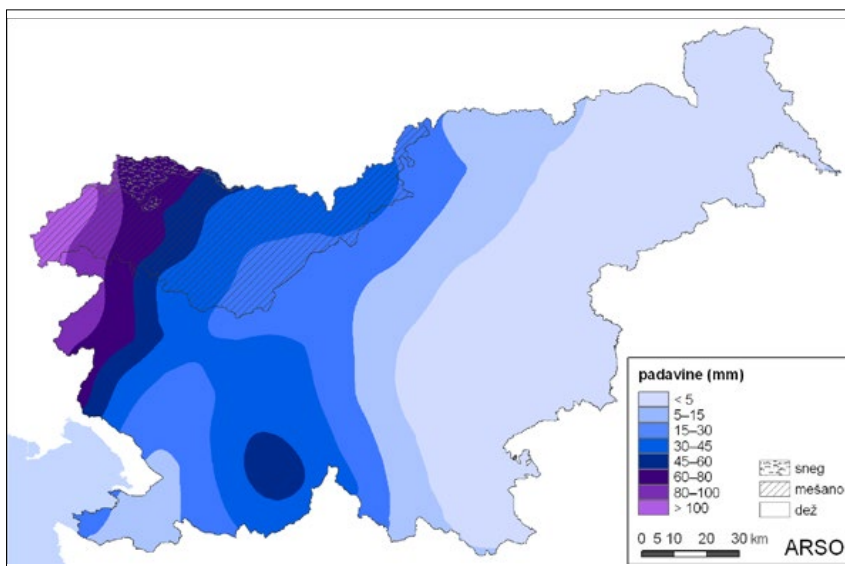 padavine (mm)
< 5
5–15
15–30
30–45
45–60
60–80
80–100
> 100
sneg
mešano
dež
0 5 10 20 30 km
ARSO